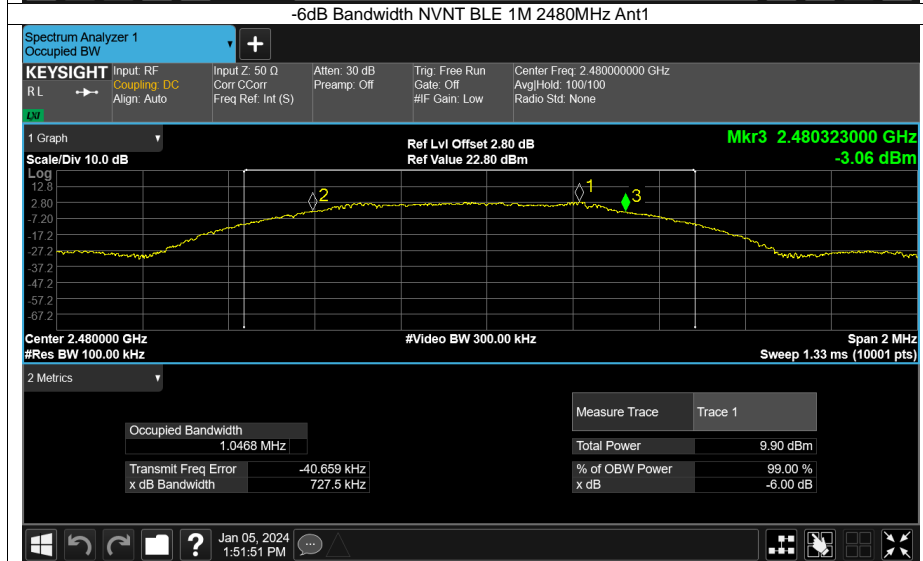 -6dB Bandwidth NVNT BLE 1M 2480MHz Ant1
Spectrum Analyzer 1
Occupied BW
KEYSIGHT Input: RF Input Z: 50 Ω Atten: 30 dB Trig: Free Run Center Freq: 2.480000000 GHz
RL Coupling: DC Corr CCorr Preamp: Off Gate: Off Avg|Hold: 100/100
Align: Auto Freq Ref: Int (S) #IF Gain: Low Radio Std: None
LXI
1 Graph Ref Lvl Offset 2.80 dB Mkr3 2.480323000 GHz
Scale/Div 10.0 dB Ref Value 22.80 dBm -3.06 dBm
Log
12.8
2.80
-7.20
-17.2
-27.2
-37.2
-47.2
-57.2
-67.2
2 1 3
Center 2.480000 GHz #Video BW 300.00 kHz Span 2 MHz
#Res BW 100.00 kHz Sweep 1.33 ms (10001 pts)
2 Metrics
Measure Trace Trace 1
Occupied Bandwidth
1.0468 MHz Total Power 9.90 dBm
Transmit Freq Error -40.659 kHz % of OBW Power 99.00 %
x dB Bandwidth 727.5 kHz x dB -6.00 dB
Jan 05, 2024
1:51:51 PM